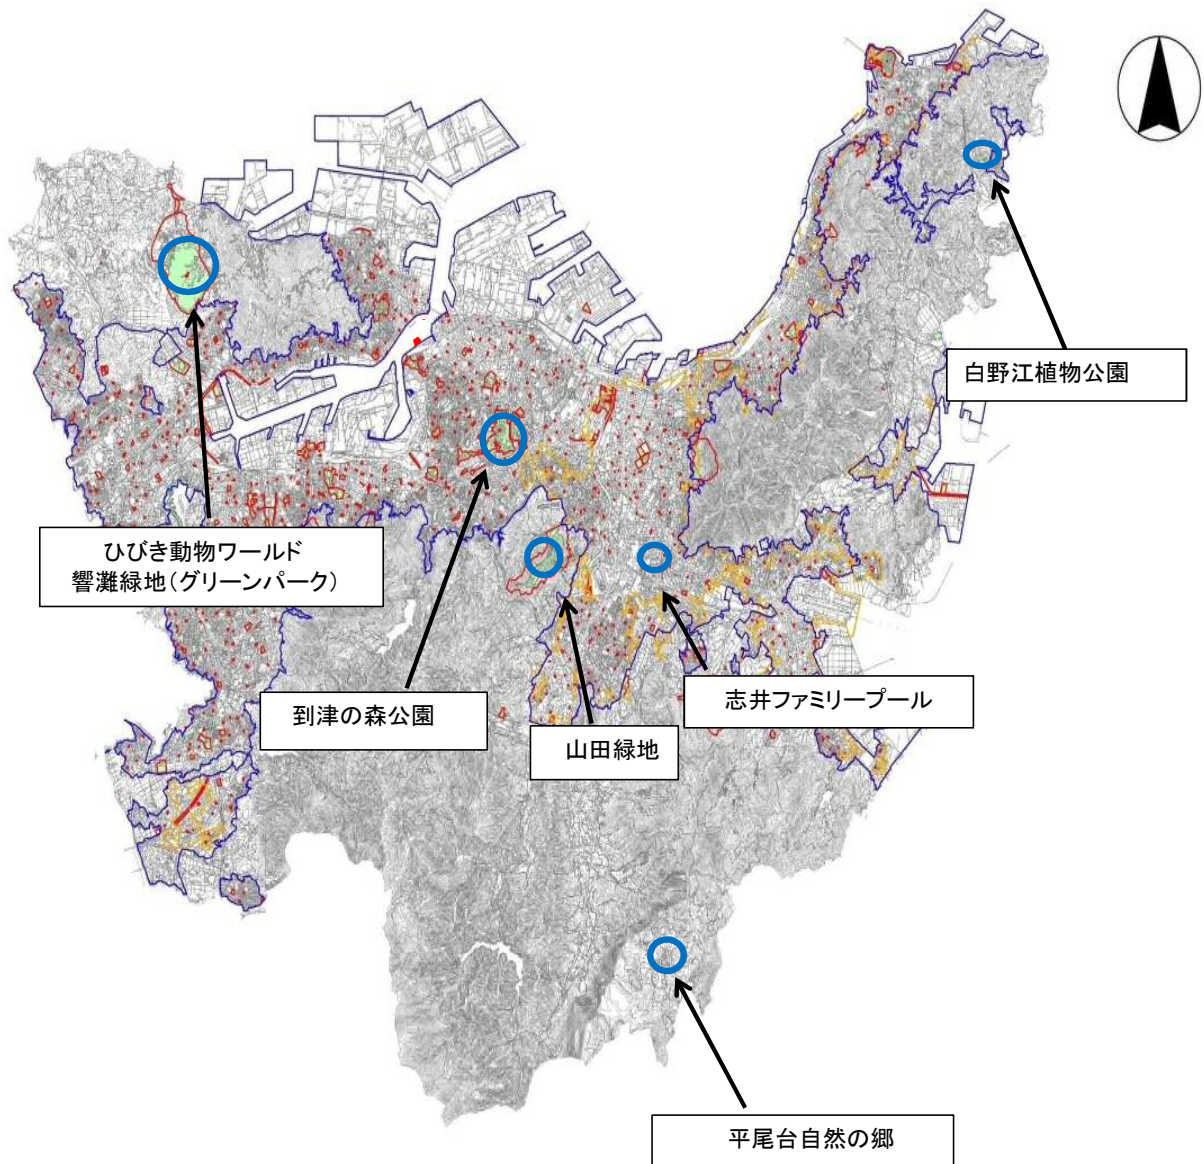 白野江植物公園
ひびき動物ワールド
響灘緑地(グリーンパーク)
到津の森公園
志井ファミリープール
山田緑地
平尾台自然の郷